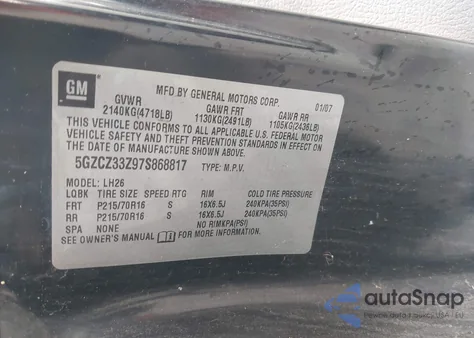 GM
MFD BY GENERAL MOTORS CORP. 01/07
GVWR GAWR FRT GAWR RR
2140KG(4718LB) 1130KG(2491LB) 1105KG(2436LB)
THIS VEHICLE CONFORMS TO ALL APPLICABLE U.S. FEDERAL MOTOR
VEHICLE SAFETY AND THEFT PREVENTION STANDARDS IN EFFECT ON
THE DATE OF MANUFACTURE SHOWN ABOVE.
5GZCZ33Z97S868817 TYPE: M.P.V.
MODEL: LH26
LQBK TIRE SIZE SPEED RTG RIM COLD TIRE PRESSURE
FRT P215/70R16 S 16X6.5J 240KPA(35PSI)
RR P215/70R16 S 16X6.5J 240KPA(35PSI)
SPA NONE NO RIMKPA(PSI)
SEE OWNER'S MANUAL FOR MORE INFORMATION.
autoSnap
USA EU